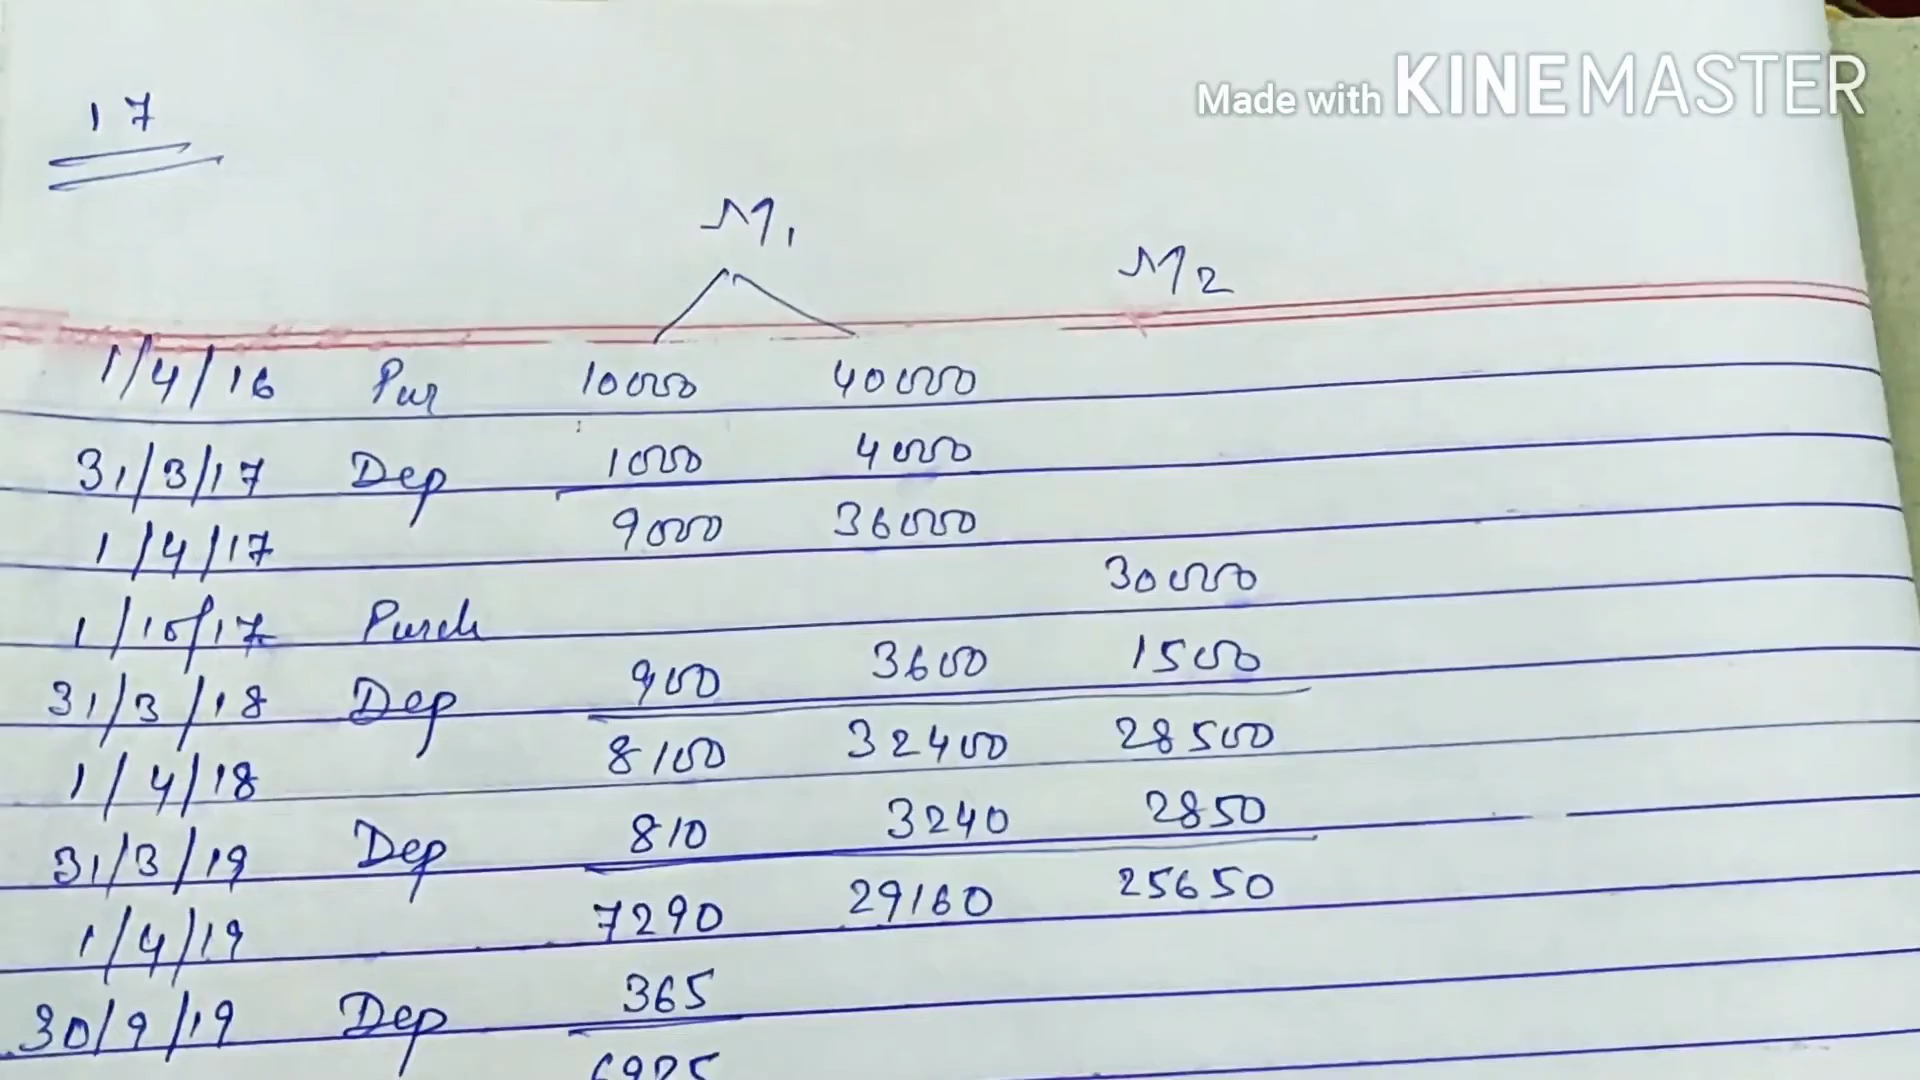 Made with KINEMASTER
17
M1
M2
1/4/16 Pur 10000 40000
31/3/17 Dep 1000 4000
1/4/17 9000 36000
1/10/17 Purch 30000
31/3/18 Dep 900 3600 1500
1/4/18 8100 32400 28500
31/3/19 Dep 810 3240 2850
1/4/19 7290 29160 25650
30/9/19 Dep 365
6925